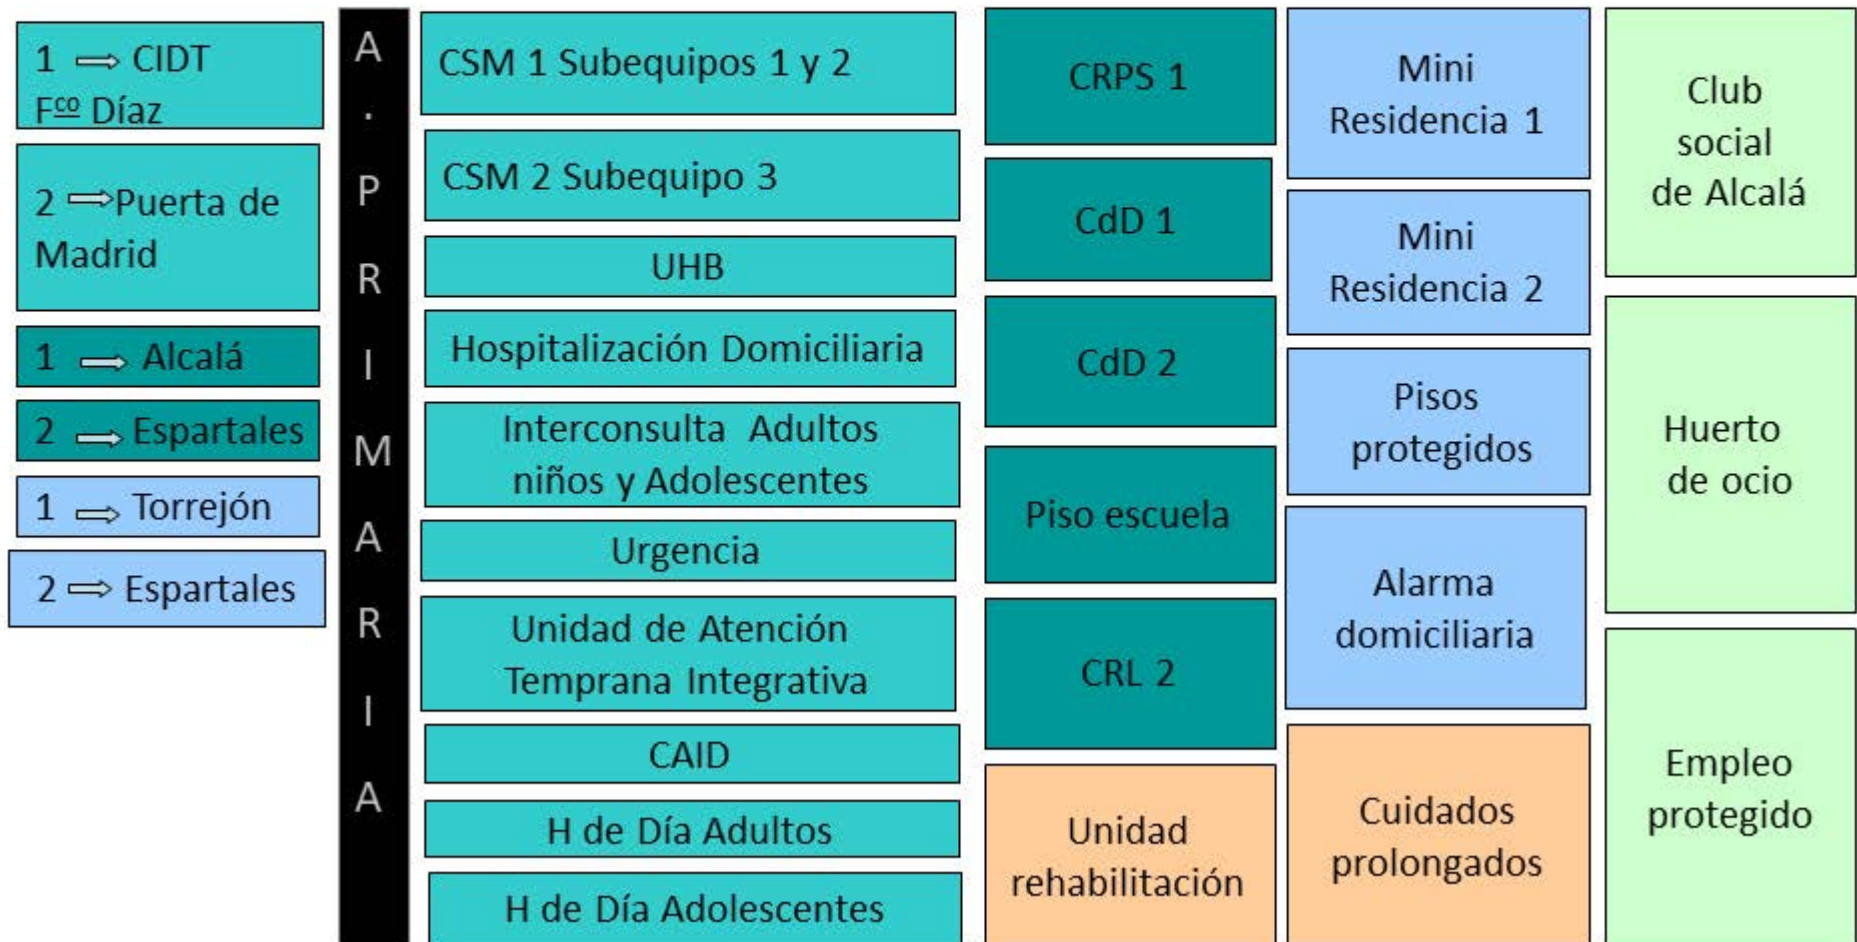 1 ⇨ CIDT
Fco Díaz
2 ⇨Puerta de
Madrid
1 ⇨ Alcalá
2 ⇨ Espartales
1 ⇨ Torrejón
2 ⇨ Espartales
A
.
P
R
I
M
A
R
I
A
CSM 1 Subequipos 1 y 2
CSM 2 Subequipo 3
UHB
Hospitalización Domiciliaria
Interconsulta Adultos
niños y Adolescentes
Urgencia
Unidad de Atención
Temprana Integrativa
CAID
H de Día Adultos
H de Día Adolescentes
CRPS 1
CdD 1
CdD 2
Piso escuela
CRL 2
Unidad
rehabilitación
Mini
Residencia 1
Mini
Residencia 2
Pisos
protegidos
Alarma
domiciliaria
Cuidados
prolongados
Club
social
de Alcalá
Huerto
de ocio
Empleo
protegido